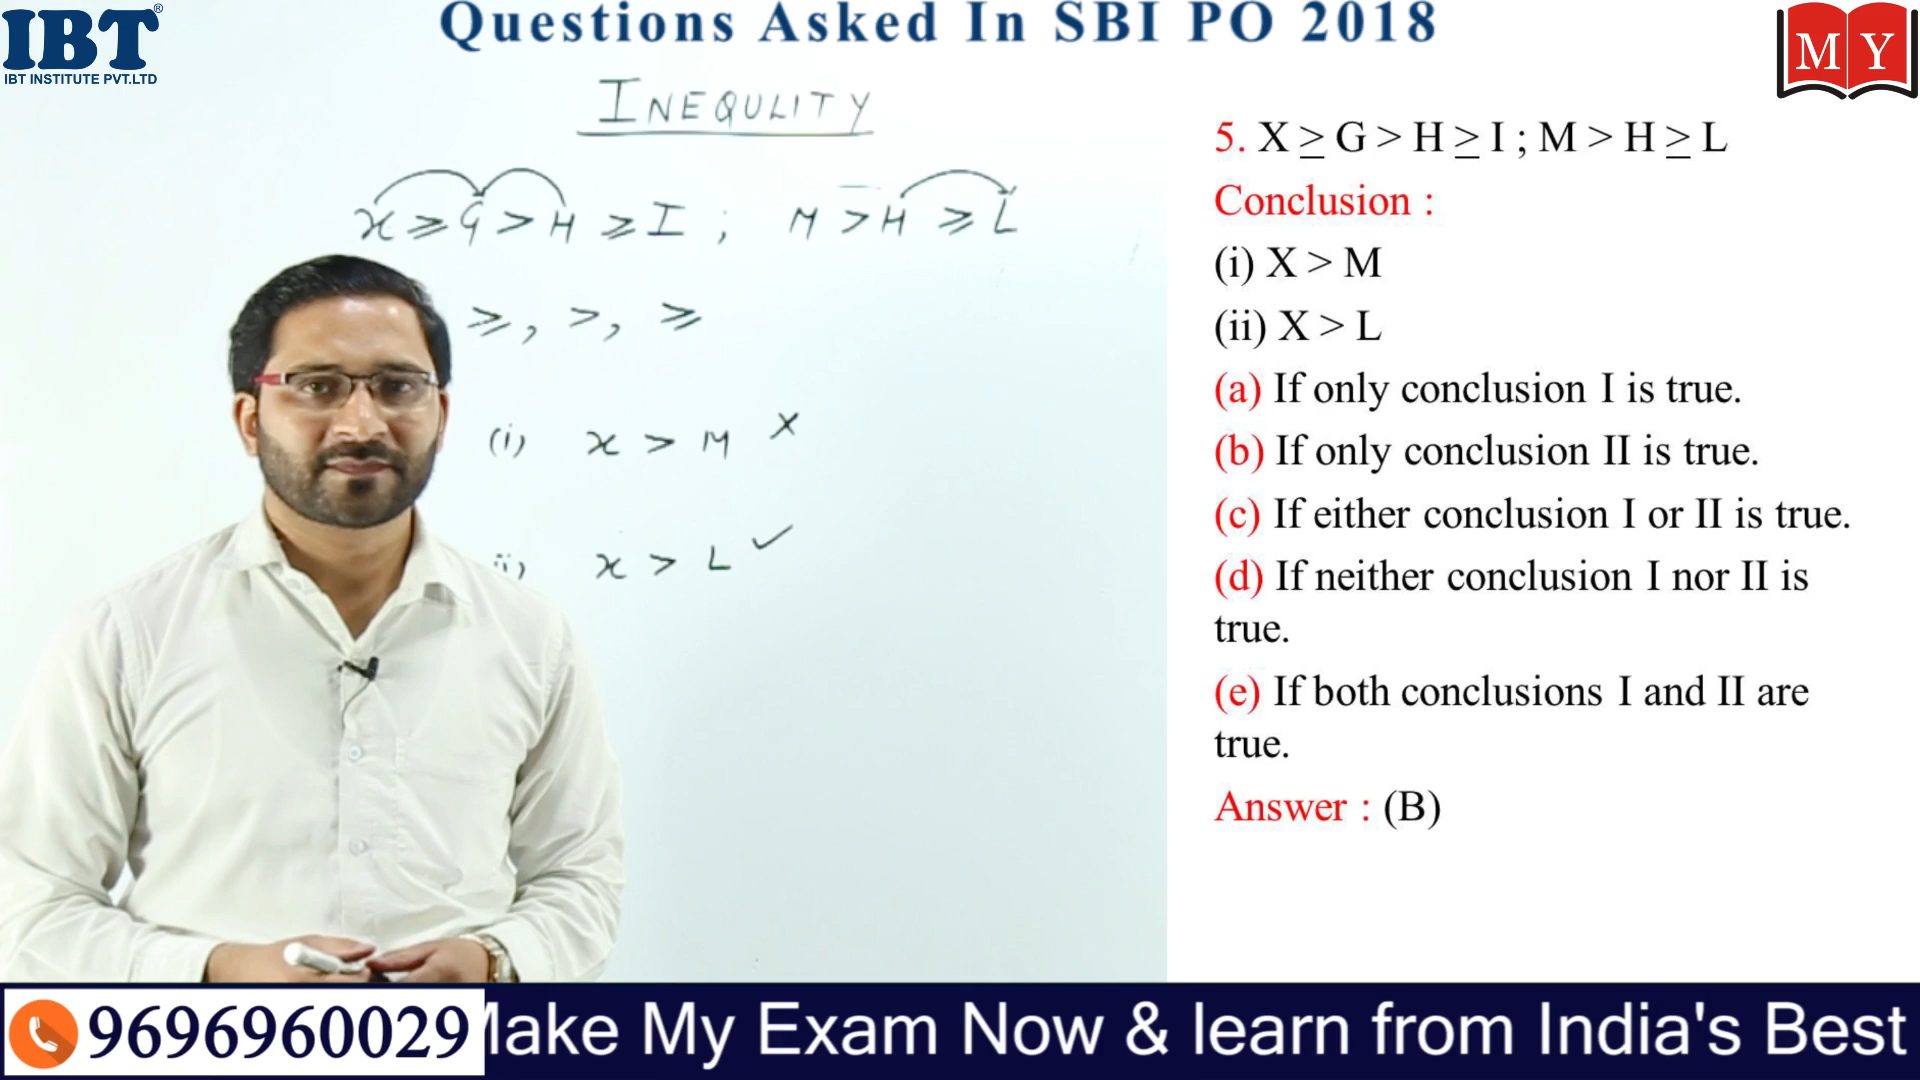 Questions Asked In SBI PO 2018
IBT®
IBT INSTITUTE PVT.LTD
MY
INEQULITY
x ≥ G > H ≥ I ; M > H ≥ L
≥, >, ≥
(i) x > M ×
ii) x > L ✓
5. X ≥ G > H ≥ I ; M > H ≥ L
Conclusion :
(i) X > M
(ii) X > L
(a) If only conclusion I is true.
(b) If only conclusion II is true.
(c) If either conclusion I or II is true.
(d) If neither conclusion I nor II is
true.
(e) If both conclusions I and II are
true.
Answer : (B)
9696960029
Make My Exam Now & learn from India's Best